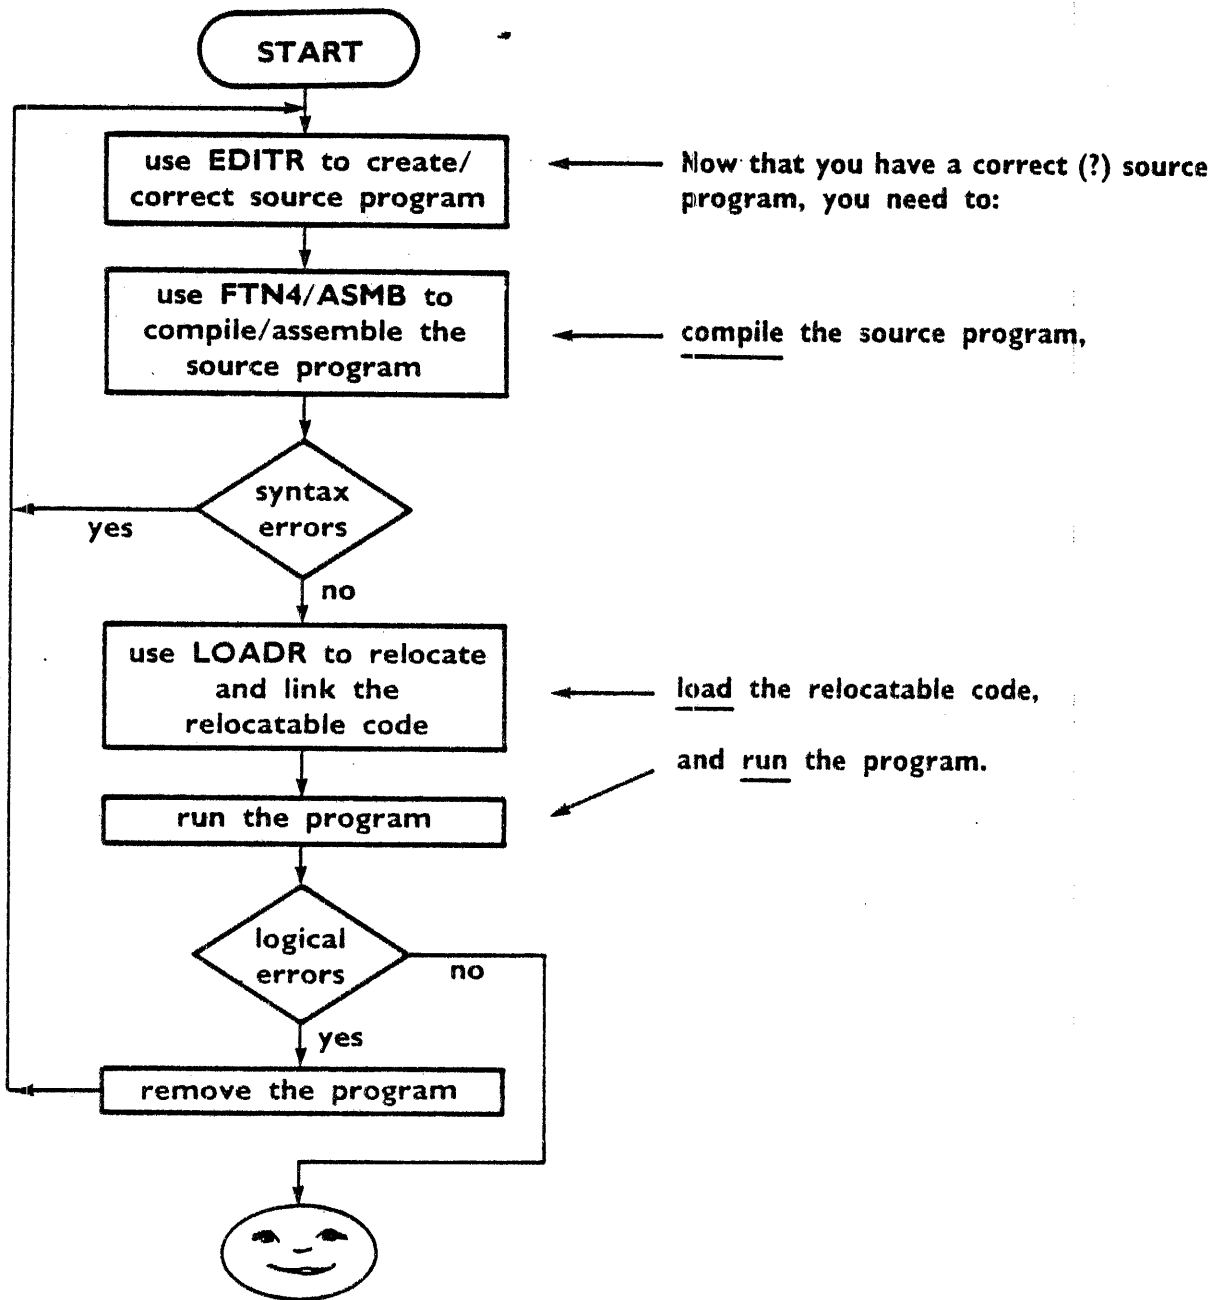 START
use EDITR to create/
correct source program
Now that you have a correct (?) source
program, you need to:
use FTN4/ASMB to
compile/assemble the
source program
compile the source program,
syntax
errors
yes
no
use LOADR to relocate
and link the
relocatable code
load the relocatable code,
and run the program.
run the program
logical
errors
no
yes
remove the program